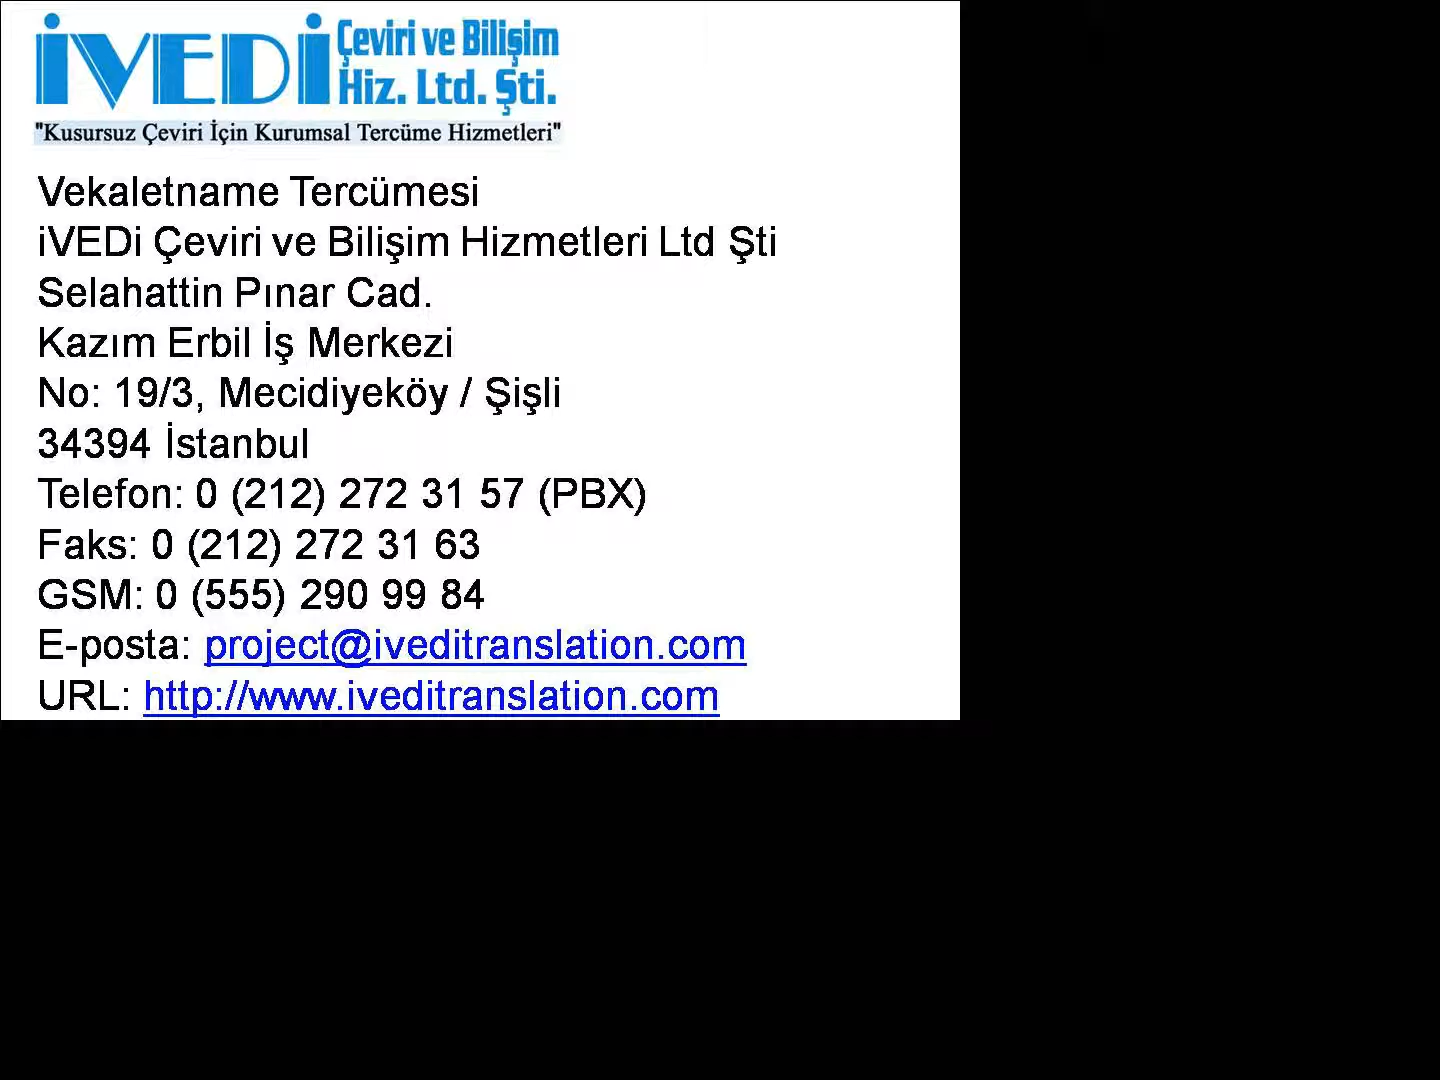 İVEDİ Çeviri ve Bilişim
Hiz. Ltd. Şti.
"Kusursuz Çeviri İçin Kurumsal Tercüme Hizmetleri"
Vekaletname Tercümesi
iVEDi Çeviri ve Bilişim Hizmetleri Ltd Şti
Selahattin Pınar Cad.
Kazım Erbil İş Merkezi
No: 19/3, Mecidiyeköy / Şişli
34394 İstanbul
Telefon: 0 (212) 272 31 57 (PBX)
Faks: 0 (212) 272 31 63
GSM: 0 (555) 290 99 84
E-posta: project@iveditranslation.com
URL: http://www.iveditranslation.com